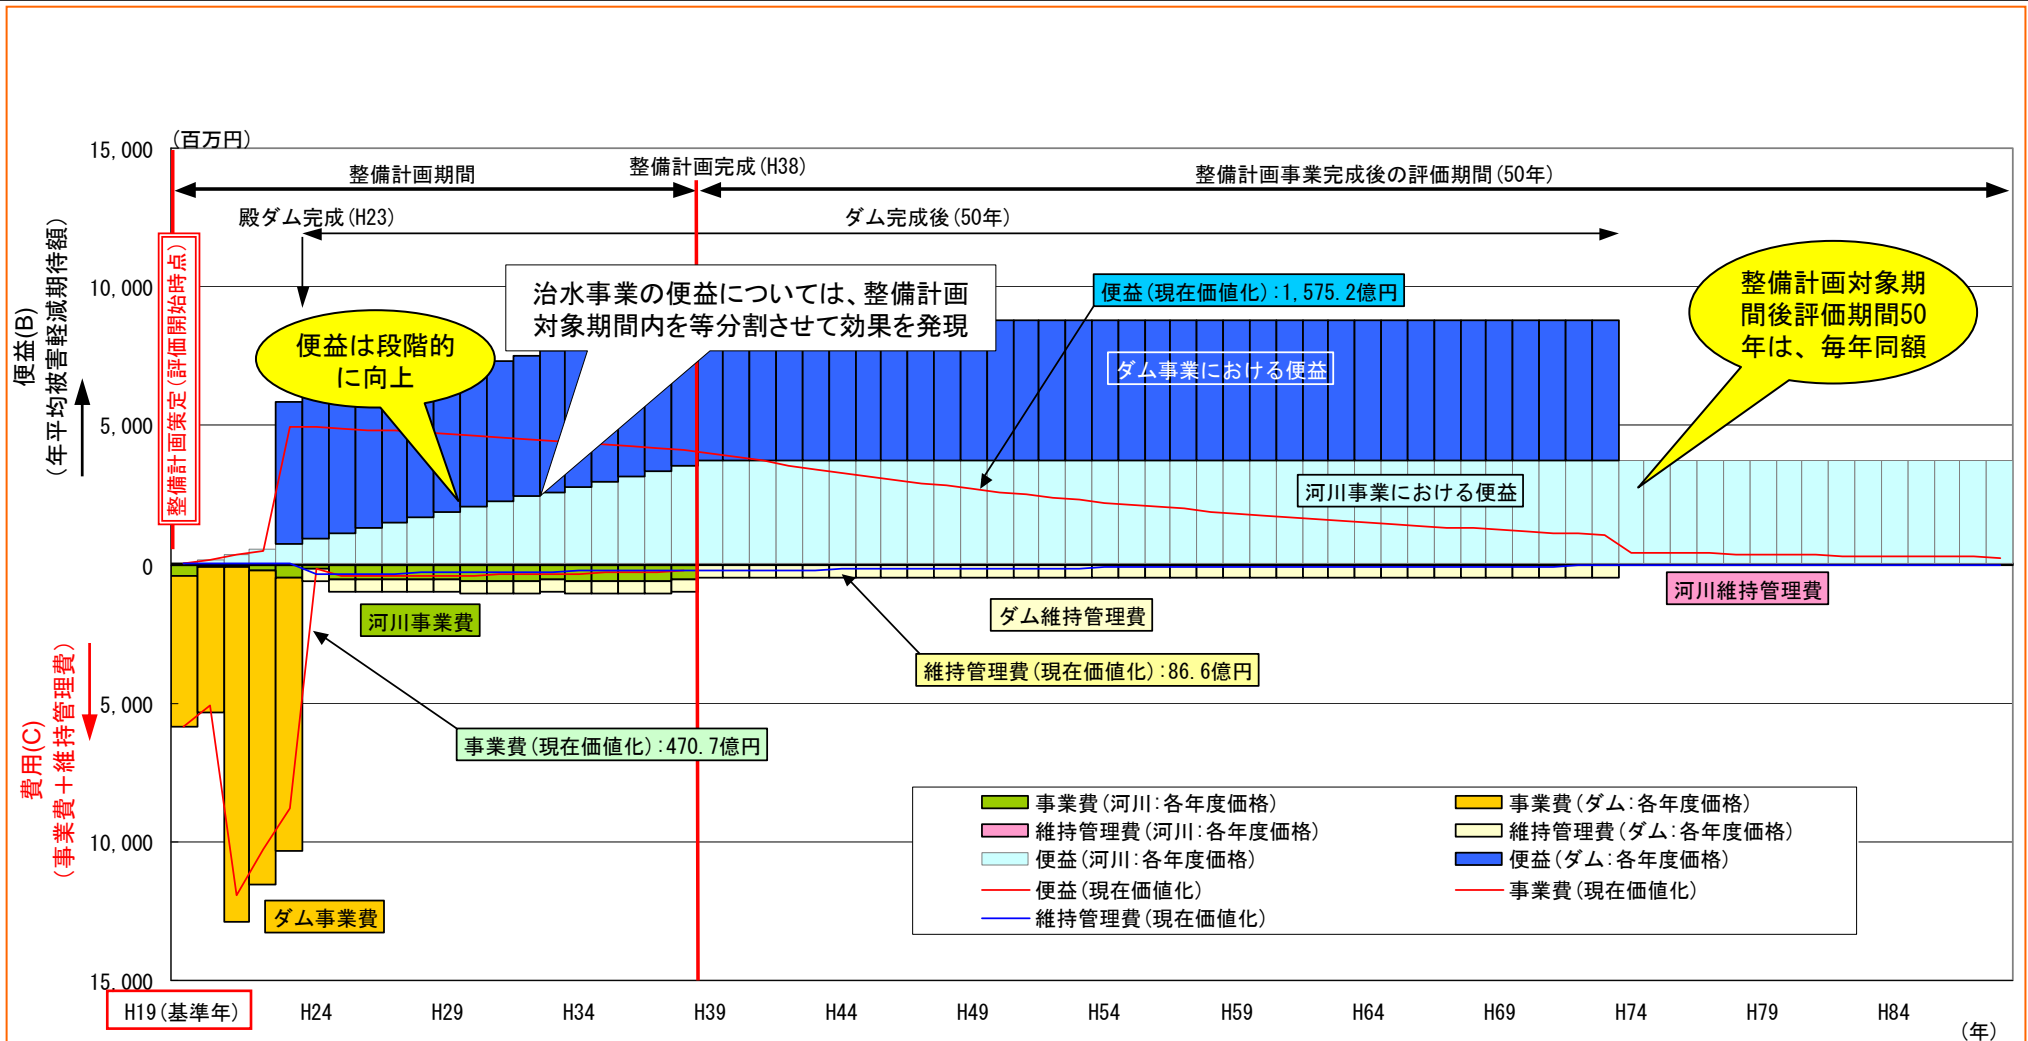 (百万円)
15,000
10,000
5,000
0
5,000
10,000
15,000
便益(B)
(年平均被害軽減期待額)
費用(C)
(事業費＋維持管理費)
整備計画策定(評価開始時点)
整備計画期間
整備計画完成(H38)
整備計画事業完成後の評価期間(50年)
殿ダム完成(H23)
ダム完成後(50年)
便益は段階的
に向上
治水事業の便益については、整備計画
対象期間内を等分割させて効果を発現
便益(現在価値化):1,575.2億円
整備計画対象期
間後評価期間50
年は、毎年同額
ダム事業における便益
河川事業における便益
河川事業費
ダム維持管理費
河川維持管理費
維持管理費(現在価値化):86.6億円
事業費(現在価値化):470.7億円
ダム事業費
事業費(河川:各年度価格)
事業費(ダム:各年度価格)
維持管理費(河川:各年度価格)
維持管理費(ダム:各年度価格)
便益(河川:各年度価格)
便益(ダム:各年度価格)
便益(現在価値化)
事業費(現在価値化)
維持管理費(現在価値化)
H19(基準年) H24 H29 H34 H39 H44 H49 H54 H59 H64 H69 H74 H79 H84
(年)